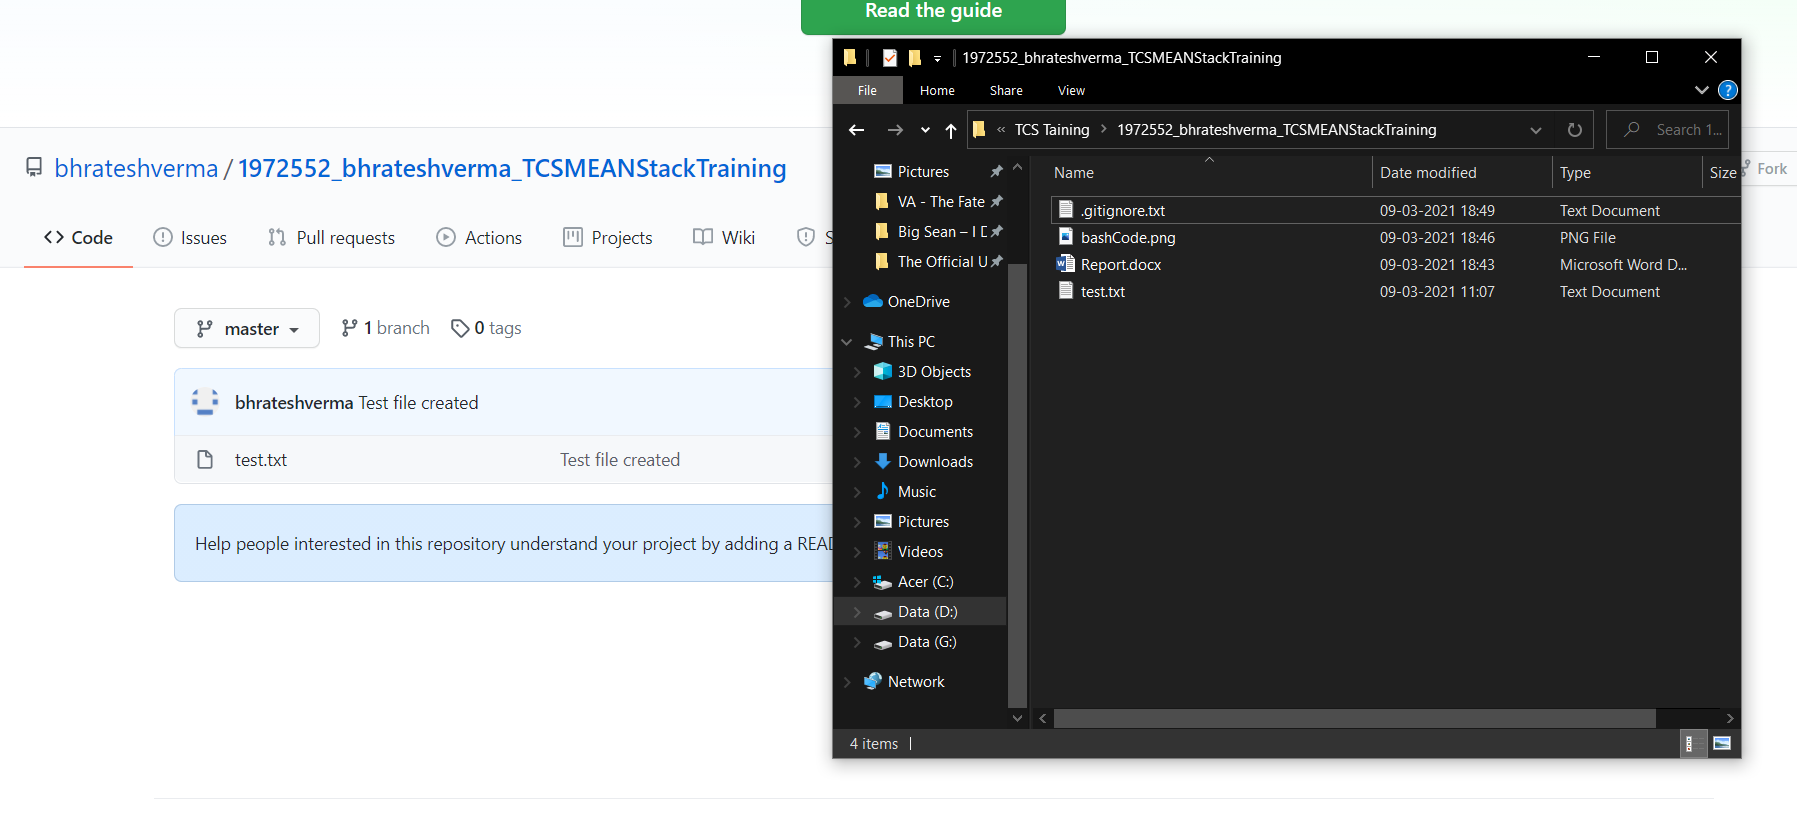 Read the guide
bhrateshverma / 1972552_bhrateshverma_TCSMEANStackTraining
Code Issues Pull requests Actions Projects Wiki S
Fork
master 1 branch 0 tags
bhrateshverma Test file created
test.txt Test file created
Help people interested in this repository understand your project by adding a READ
1972552_bhrateshverma_TCSMEANStackTraining
File Home Share View
?
« TCS Taining > 1972552_bhrateshverma_TCSMEANStackTraining
Search 1...
Pictures
VA - The Fate
Big Sean – I D
The Official U
OneDrive
This PC
3D Objects
Desktop
Documents
Downloads
Music
Pictures
Videos
Acer (C:)
Data (D:)
Data (G:)
Network
Name Date modified Type Size
.gitignore.txt 09-03-2021 18:49 Text Document
bashCode.png 09-03-2021 18:46 PNG File
Report.docx 09-03-2021 18:43 Microsoft Word D...
test.txt 09-03-2021 11:07 Text Document
4 items